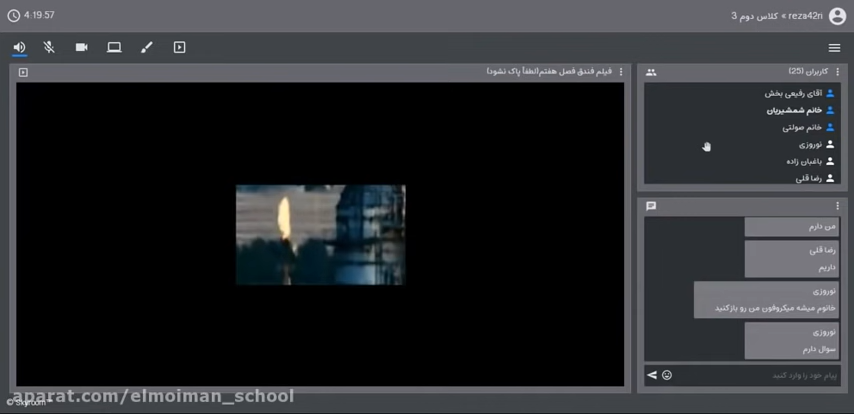 4:19:57
reza42ri » کلاس دوم 3
فیلم فندق فصل هفتم(لطفاً پاک نشود)
کاربران (25)
آقای رفیعی بخش
خانم شمشیریان
خانم صولتی
نوروزی
باغبان زاده
رضا قلی
من دارم
رضا قلی
داریم
نوروزی
خانوم میشه میکروفون من رو بازکنید
نوروزی
سوال دارم
پیام خود را وارد کنید
aparat.com/elmoiman_school
© Skyroom™